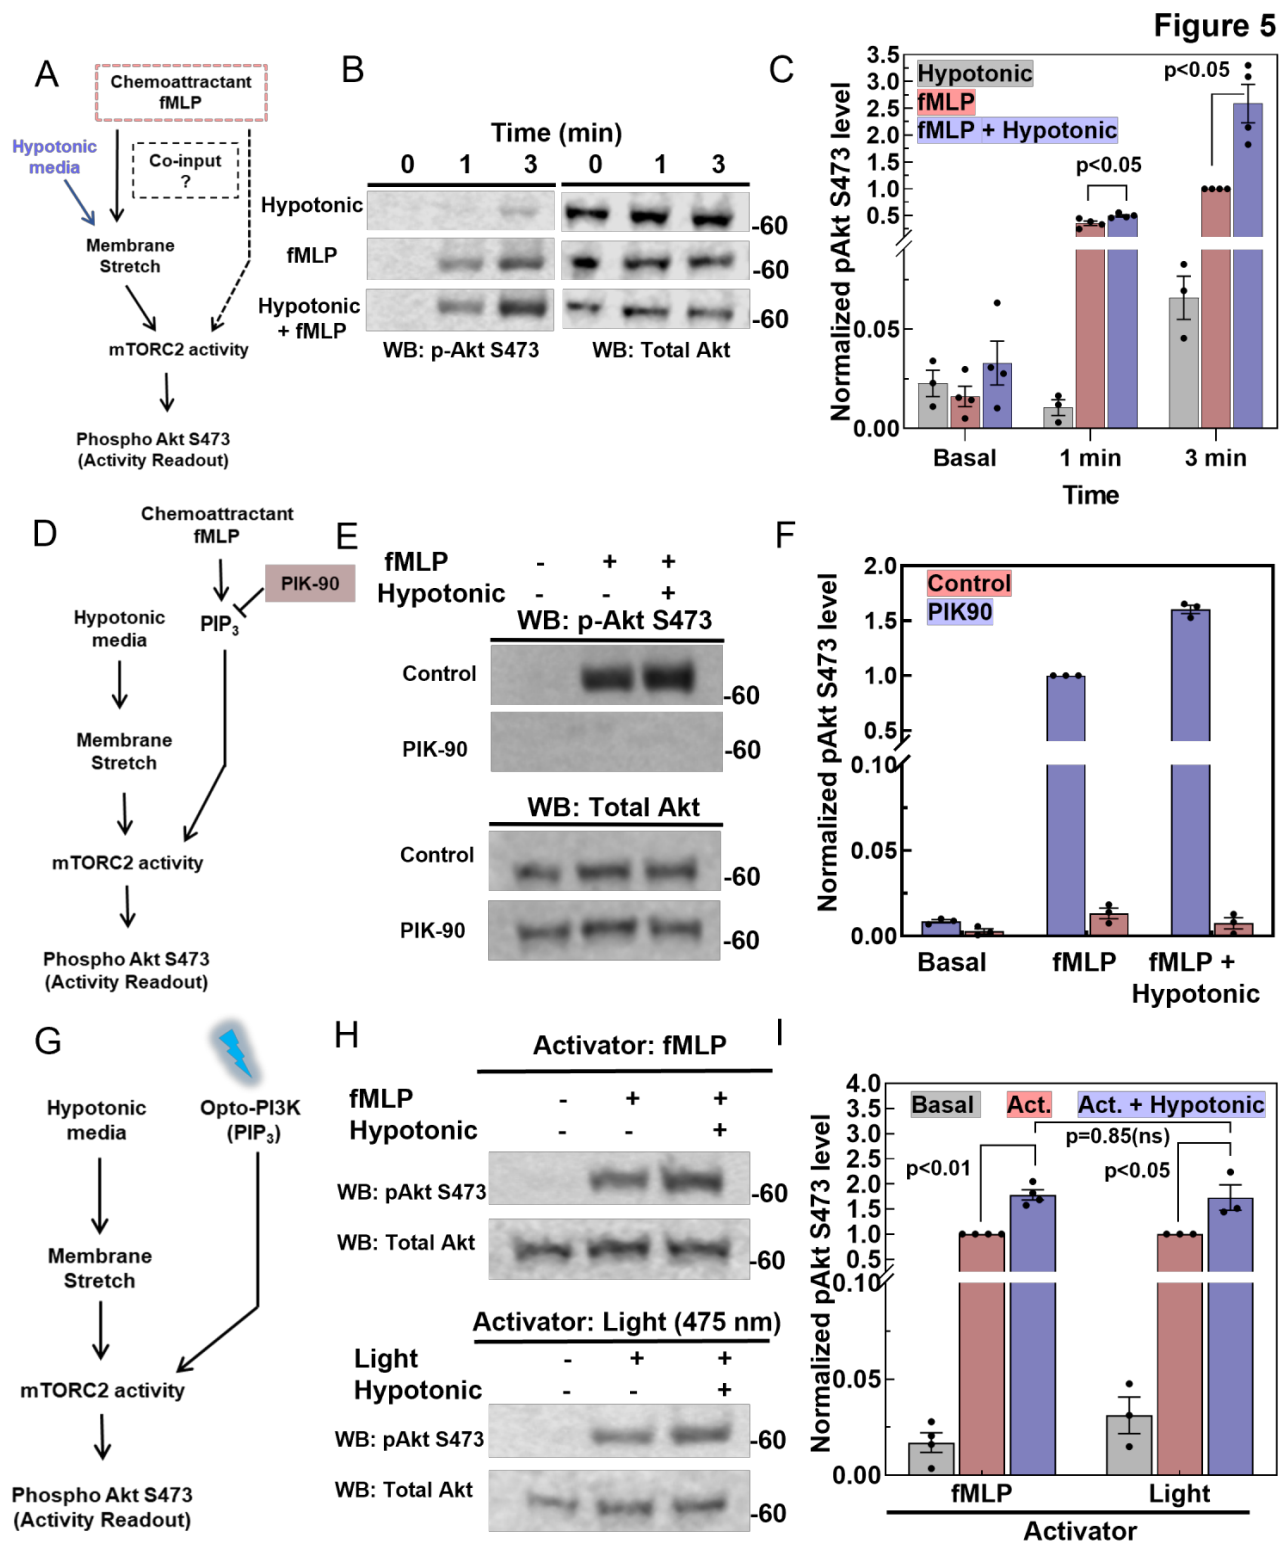 Figure 5
A
Chemoattractant
fMLP
Hypotonic
media
Co-input
?
Membrane
Stretch
mTORC2 activity
Phospho Akt S473
(Activity Readout)
B
Time (min)
0 1 3 0 1 3
Hypotonic
-60
fMLP
-60
Hypotonic
+ fMLP
-60
WB: p-Akt S473 WB: Total Akt
C
Normalized pAkt S473 level
3.5
3.0
2.5
2.0
1.5
1.0
0.5
0.05
0.00
Hypotonic
fMLP
fMLP + Hypotonic
p<0.05
p<0.05
Basal 1 min 3 min
Time
D
Chemoattractant
fMLP
PIK-90
PIP3
Hypotonic
media
Membrane
Stretch
mTORC2 activity
Phospho Akt S473
(Activity Readout)
E
fMLP - + +
Hypotonic - - +
WB: p-Akt S473
Control
-60
PIK-90
-60
WB: Total Akt
Control
-60
PIK-90
-60
F
Normalized pAkt S473 level
2.0
1.5
1.0
0.5
0.10
0.05
0.00
Control
PIK90
Basal fMLP fMLP +
Hypotonic
G
Hypotonic
media
Opto-PI3K
(PIP3)
Membrane
Stretch
mTORC2 activity
Phospho Akt S473
(Activity Readout)
H
Activator: fMLP
fMLP - + +
Hypotonic - - +
WB: pAkt S473
-60
WB: Total Akt
-60
Activator: Light (475 nm)
Light - + +
Hypotonic - - +
WB: pAkt S473
-60
WB: Total Akt
-60
I
Normalized pAkt S473 level
4.0
3.5
3.0
2.5
2.0
1.5
1.0
0.5
0.10
0.05
0.00
Basal Act. Act. + Hypotonic
p=0.85(ns)
p<0.01
p<0.05
fMLP Light
Activator